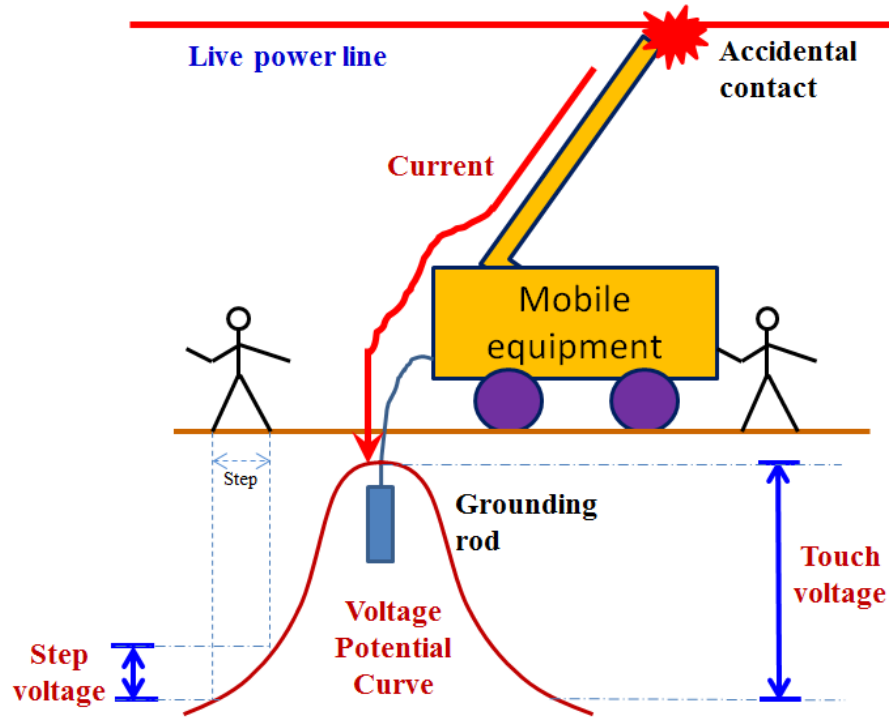 Live power line
Accidental
contact
Current
Mobile
equipment
Step
Grounding
rod
Touch
voltage
Voltage
Potential
Curve
Step
voltage